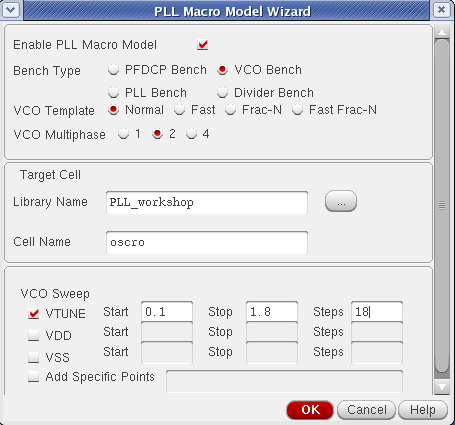 PLL Macro Model Wizard
Enable PLL Macro Model
Bench Type PFDCP Bench VCO Bench
PLL Bench Divider Bench
VCO Template Normal Fast Frac-N Fast Frac-N
VCO Multiphase 1 2 4
Target Cell
Library Name PLL_workshop ...
Cell Name oscro
VCO Sweep
VTUNE Start 0.1 Stop 1.8 Steps 18
VDD Start Stop Steps
VSS Start Stop Steps
Add Specific Points
OK Cancel Help